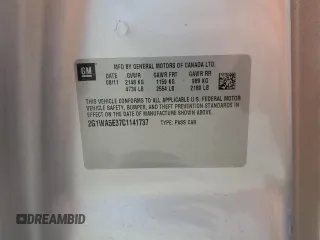 GM
MFD BY GENERAL MOTORS OF CANADA LTD.
DATE GVWR GAWR FRT GAWR RR
08/11 2148 KG 1159 KG 989 KG
4734 LB 2554 LB 2180 LB
THIS VEHICLE CONFORMS TO ALL APPLICABLE U.S. FEDERAL MOTOR
VEHICLE SAFETY, BUMPER, AND THEFT PREVENTION STANDARDS
IN EFFECT ON THE DATE OF MANUFACTURE SHOWN ABOVE.
2G1WA5E37C1141737 TYPE: PASS CAR
DREAMBID